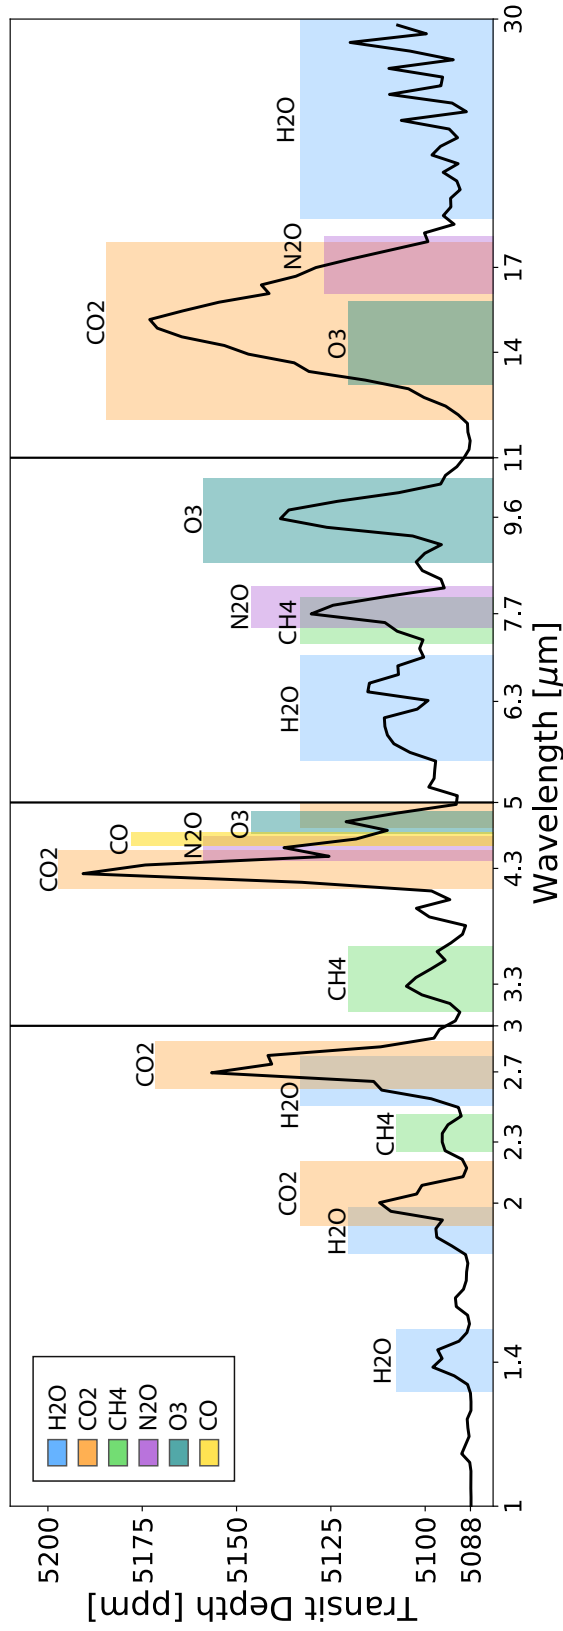 Transit Depth [ppm]
5200
5175
5150
5125
5100
5088
H2O
CO2
CH4
N2O
O3
CO
H2O
H2O
CO2
CH4
H2O
CO2
CH4
CO2
CO
N2O
O3
H2O
CH4
N2O
O3
CO2
O3
N2O
H2O
1
1.4
2
2.3
2.7
3
3.3
4.3
5
6.3
7.7
9.6
11
14
17
30
Wavelength [μm]